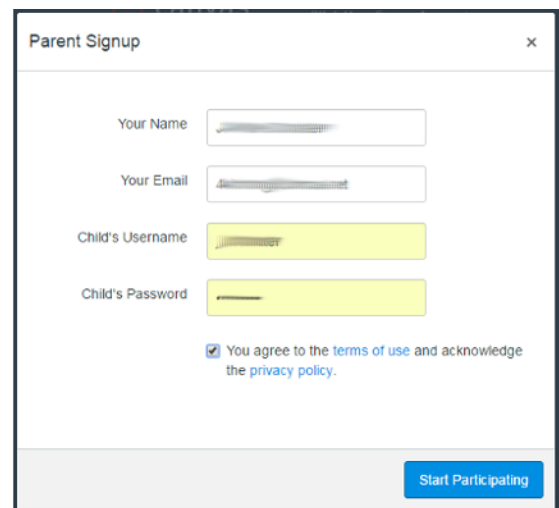 Parent Signup ×
Your Name
Your Email
Child's Username
Child's Password
You agree to the terms of use and acknowledge
the privacy policy.
Start Participating